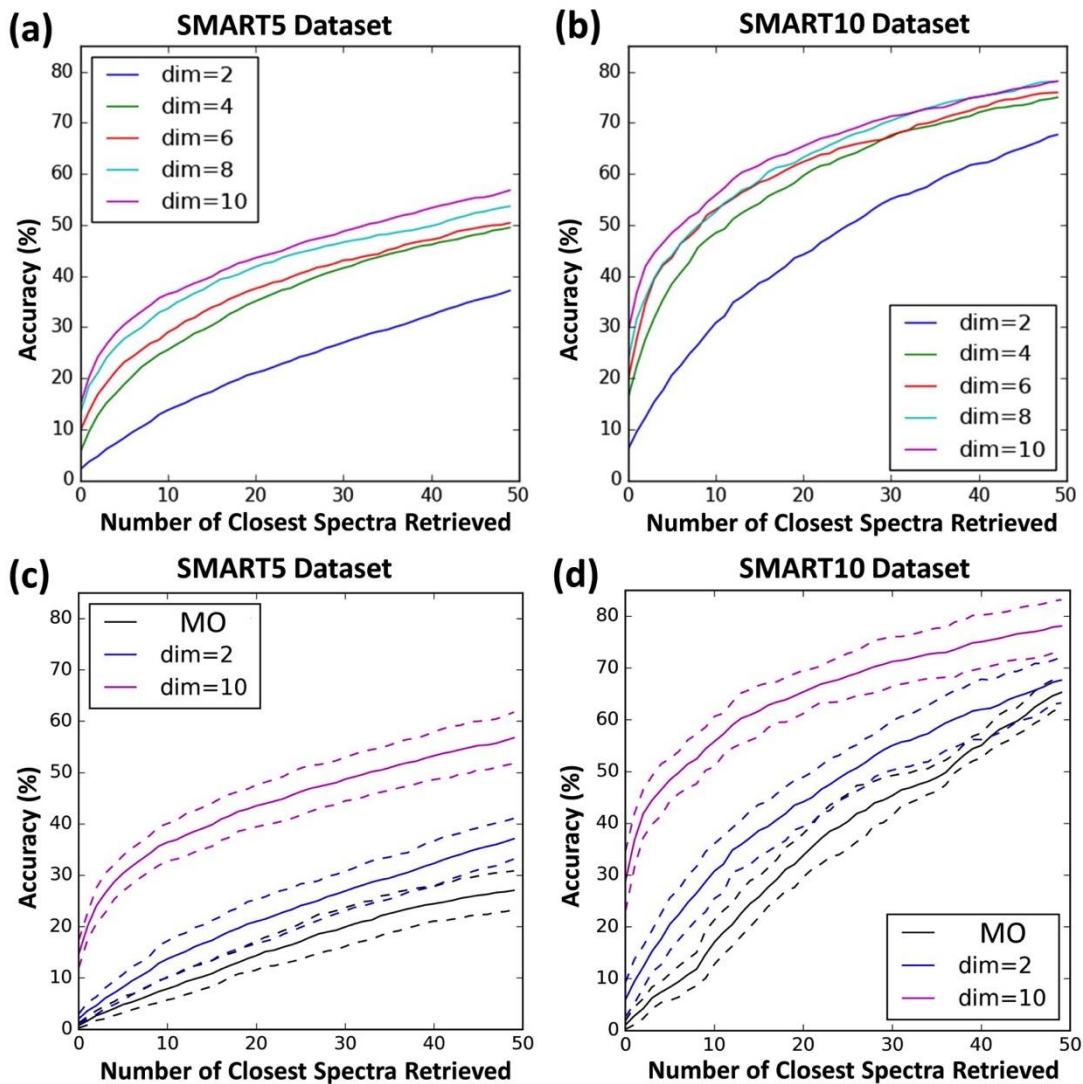 (a)
SMART5 Dataset
dim=2
dim=4
dim=6
dim=8
dim=10
Accuracy (%)
80
70
60
50
40
30
20
10
0
0 10 20 30 40 50
Number of Closest Spectra Retrieved
(b)
SMART10 Dataset
dim=2
dim=4
dim=6
dim=8
dim=10
Accuracy (%)
80
70
60
50
40
30
20
10
0
0 10 20 30 40 50
Number of Closest Spectra Retrieved
(c)
SMART5 Dataset
MO
dim=2
dim=10
Accuracy (%)
80
70
60
50
40
30
20
10
0
0 10 20 30 40 50
Number of Closest Spectra Retrieved
(d)
SMART10 Dataset
MO
dim=2
dim=10
Accuracy (%)
80
70
60
50
40
30
20
10
0
0 10 20 30 40 50
Number of Closest Spectra Retrieved